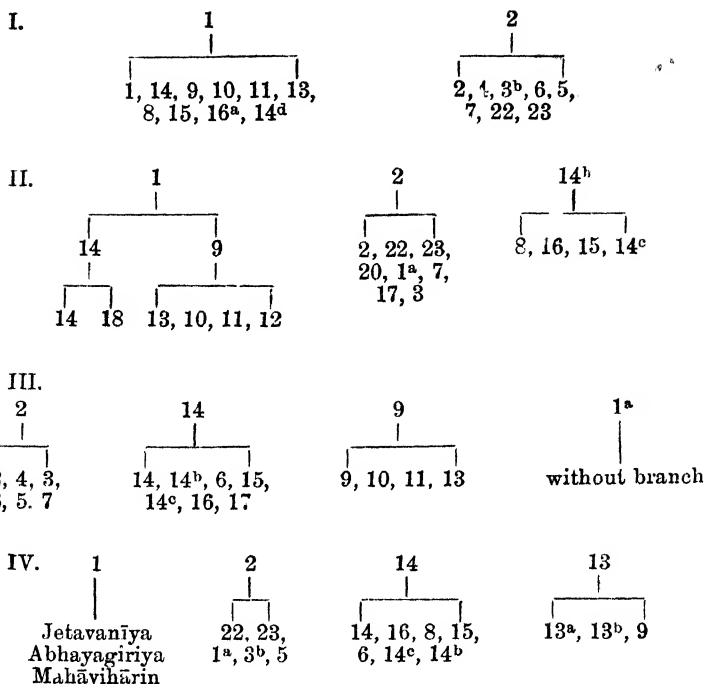 I. 1 2
1, 14, 9, 10, 11, 13, 2, 4, 3ᵇ, 6, 5,
8, 15, 16ᵃ, 14ᵈ 7, 22, 23
II. 1 2 14ᵇ
14 9 2, 22, 23, 8, 16, 15, 14ᶜ
20, 1ᵃ, 7,
14 18 13, 10, 11, 12 17, 3
III.
2 14 9 1ᵃ
, 4, 3, 14, 14ᵇ, 6, 15, 9, 10, 11, 13 without branch
, 5. 7 14ᶜ, 16, 17
IV. 1 2 14 13
Jetavanīya 22, 23, 14, 16, 8, 15, 13ᵃ, 13ᵇ, 9
Abhayagiriya 1ᵃ, 3ᵇ, 5 6, 14ᶜ, 14ᵇ
Mahāvihārin